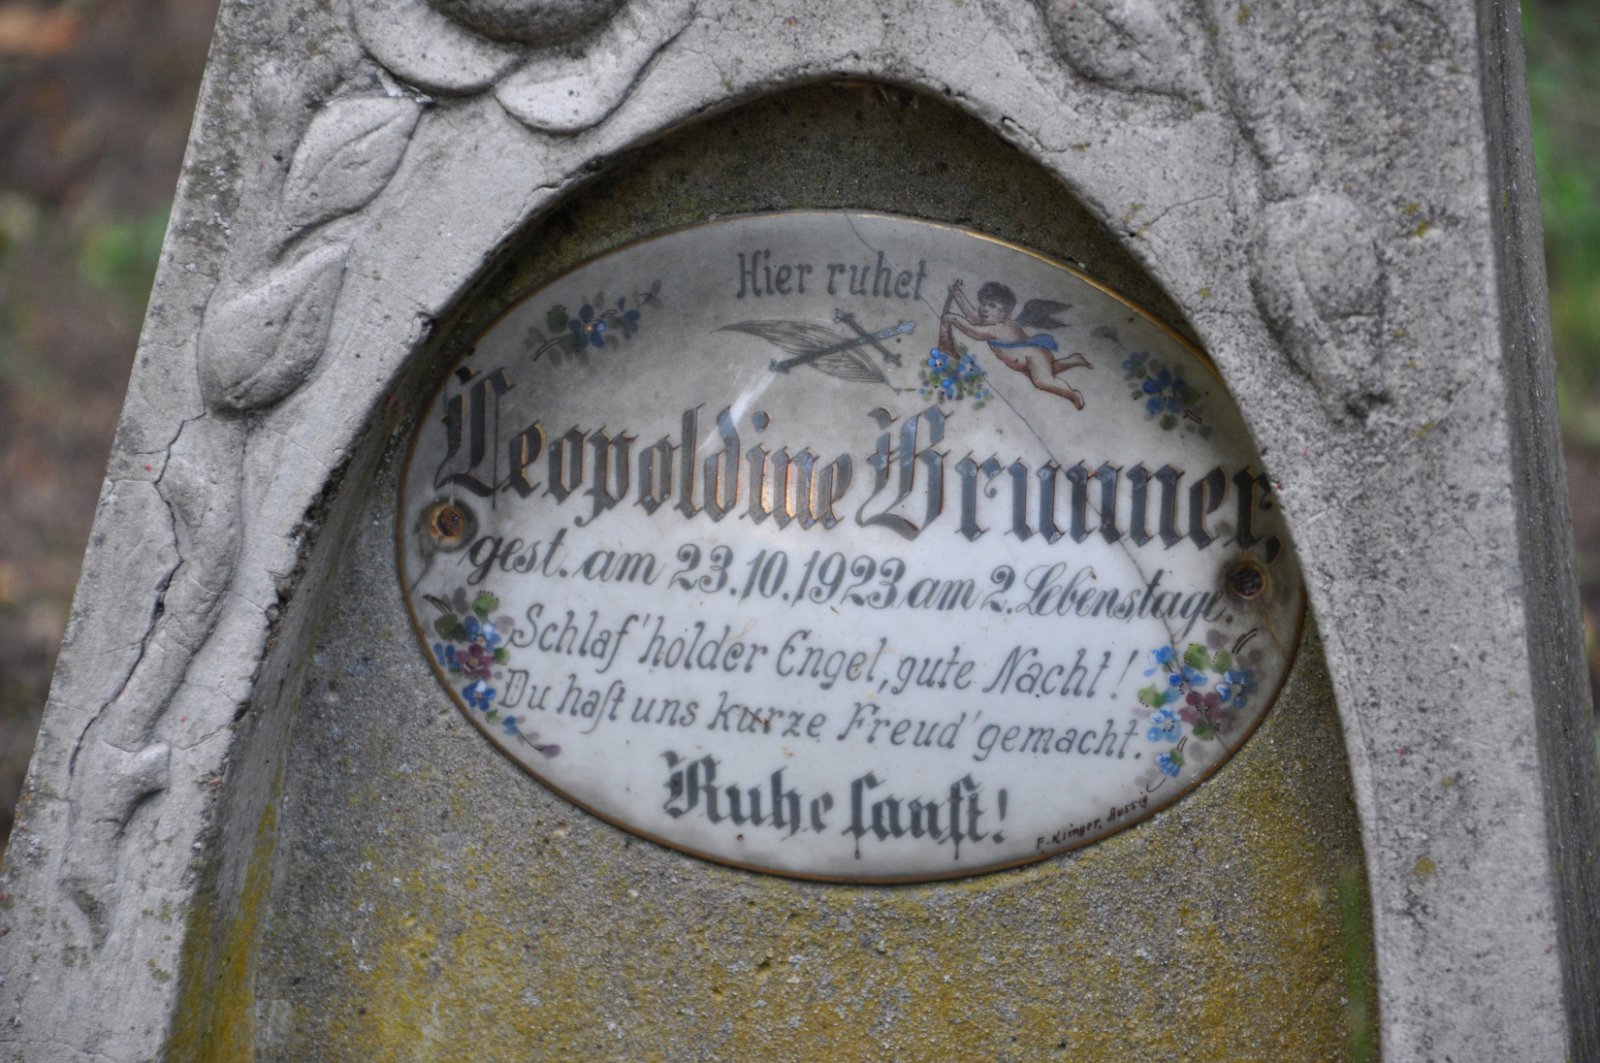 Hier ruhet
Leopoldine Brunner,
gest. am 23.10.1923 am 2. Lebenstage.
Schlaf' holder Engel, gute Nacht!
Du haſt uns kurze Freud' gemacht.
Ruhe ſanft!
F. Klinger, Aussig